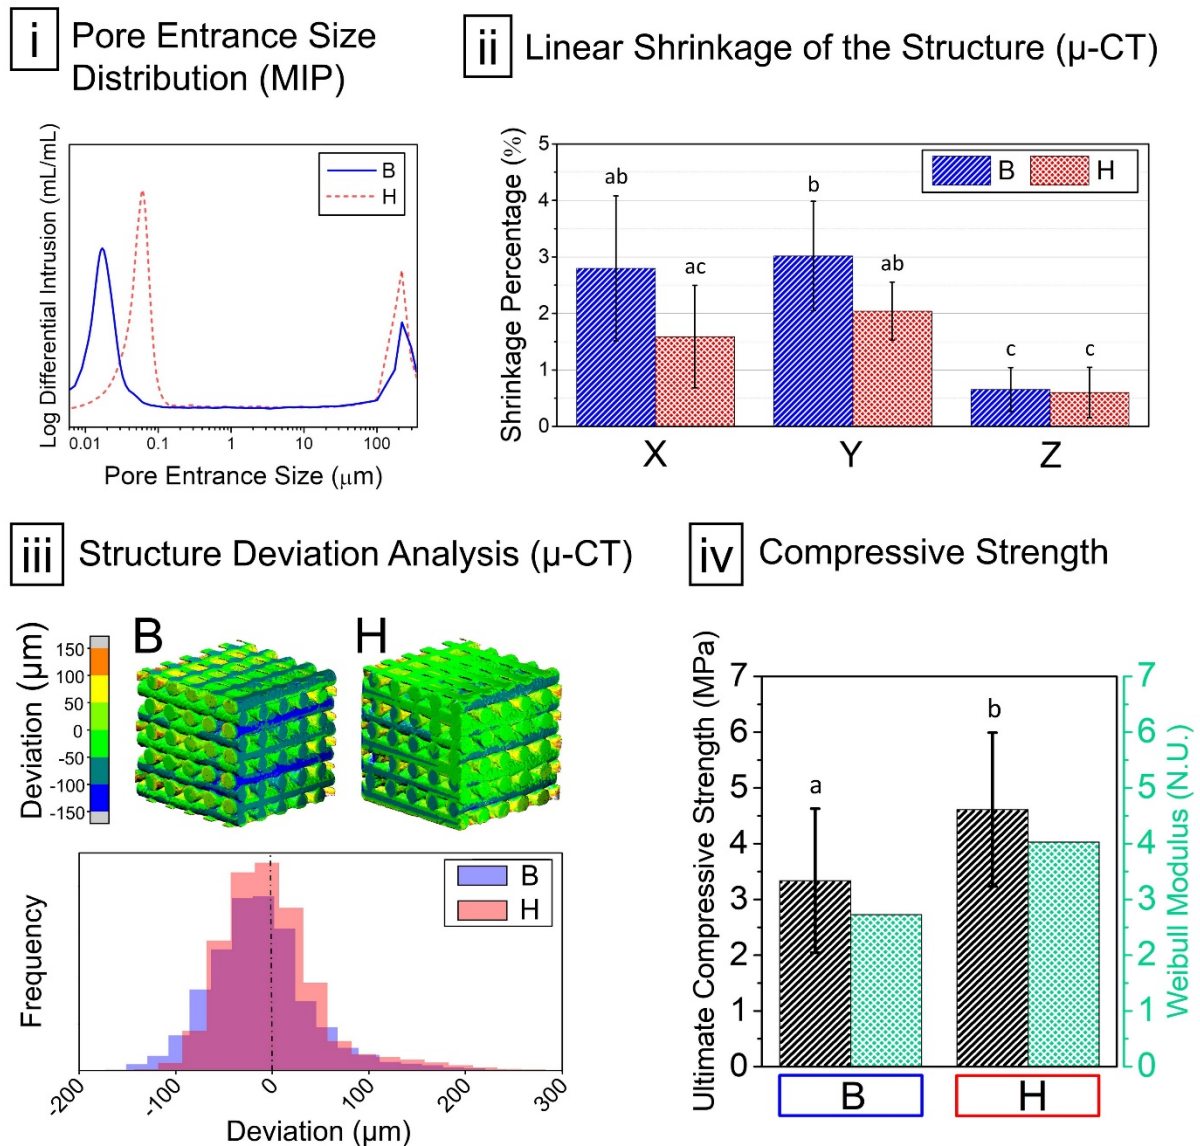 i Pore Entrance Size
Distribution (MIP)
Log Differential Intrusion (mL/mL)
B
H
0.01 0.1 1 10 100
Pore Entrance Size (μm)
ii Linear Shrinkage of the Structure (μ-CT)
Shrinkage Percentage (%)
5
4
3
2
1
0
B H
ab
ac
b
ab
c
c
X Y Z
iii Structure Deviation Analysis (μ-CT)
Deviation (μm)
150
100
50
0
-50
-100
-150
B H
Frequency
B
H
-200 -100 0 100 200 300
Deviation (μm)
iv Compressive Strength
Ultimate Compressive Strength (MPa)
7
6
5
4
3
2
1
0
a
b
7
6
5
4
3
2
1
0
Weibull Modulus (N.U.)
B H